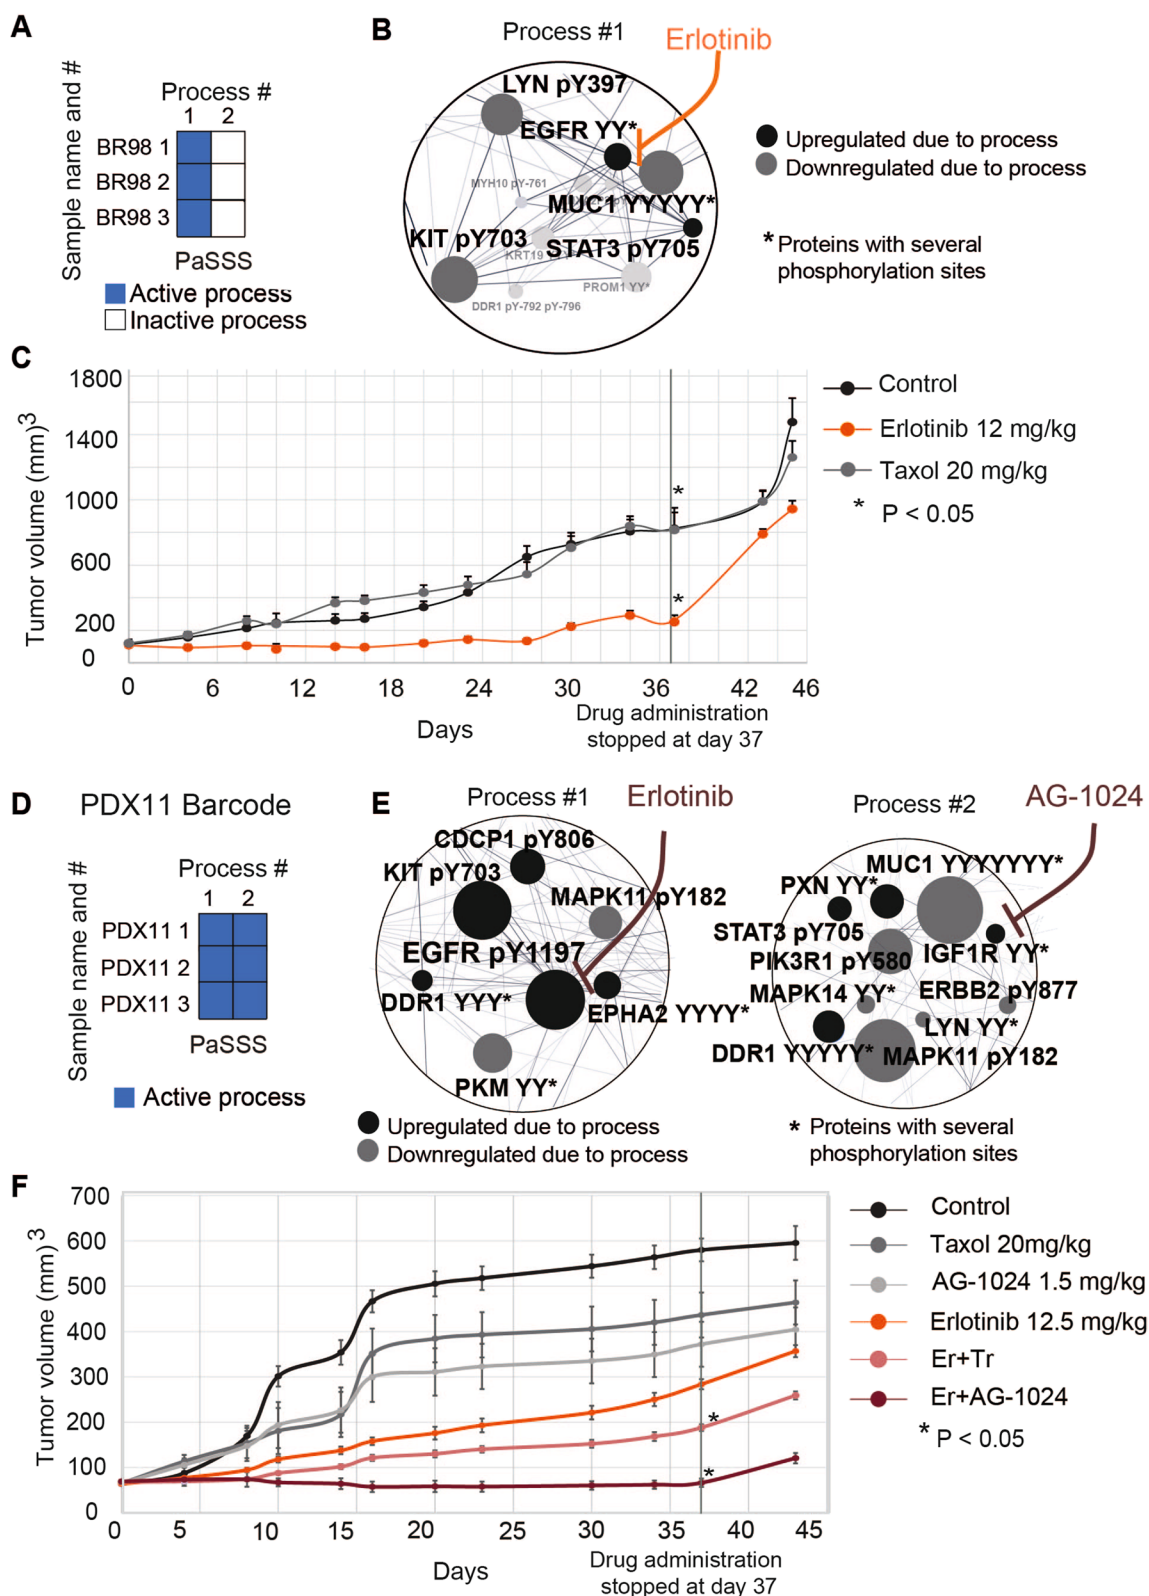 A
Sample name and #
Process #
1 2
BR98 1
BR98 2
BR98 3
PaSSS
Active process
Inactive process
B
Process #1
Erlotinib
LYN pY397
EGFR YY*
MYH10 pY-761
MUC1 YYYYY*
KIT pY703
STAT3 pY705
KRT19
PROM1 YY*
DDR1 pY-792 pY-796
Upregulated due to process
Downregulated due to process
* Proteins with several
phosphorylation sites
C
Tumor volume (mm)3
1800
1400
1000
600
200
0
*
*
0 6 12 18 24 30 36 42 46
Days
Drug administration
stopped at day 37
Control
Erlotinib 12 mg/kg
Taxol 20 mg/kg
* P < 0.05
D
PDX11 Barcode
Sample name and #
Process #
1 2
PDX11 1
PDX11 2
PDX11 3
PaSSS
Active process
E
Process #1
Erlotinib
CDCP1 pY806
KIT pY703
MAPK11 pY182
EGFR pY1197
DDR1 YYY*
EPHA2 YYYY*
PKM YY*
Upregulated due to process
Downregulated due to process
Process #2
AG-1024
MUC1 YYYYYYY*
PXN YY*
STAT3 pY705
IGF1R YY*
PIK3R1 pY580
MAPK14 YY*
ERBB2 pY877
LYN YY*
DDR1 YYYYY*
MAPK11 pY182
* Proteins with several
phosphorylation sites
F
Tumor volume (mm)3
700
600
500
400
300
200
100
0
*
*
0 5 10 15 20 25 30 35 40 45
Days
Drug administration
stopped at day 37
Control
Taxol 20mg/kg
AG-1024 1.5 mg/kg
Erlotinib 12.5 mg/kg
Er+Tr
Er+AG-1024
* P < 0.05